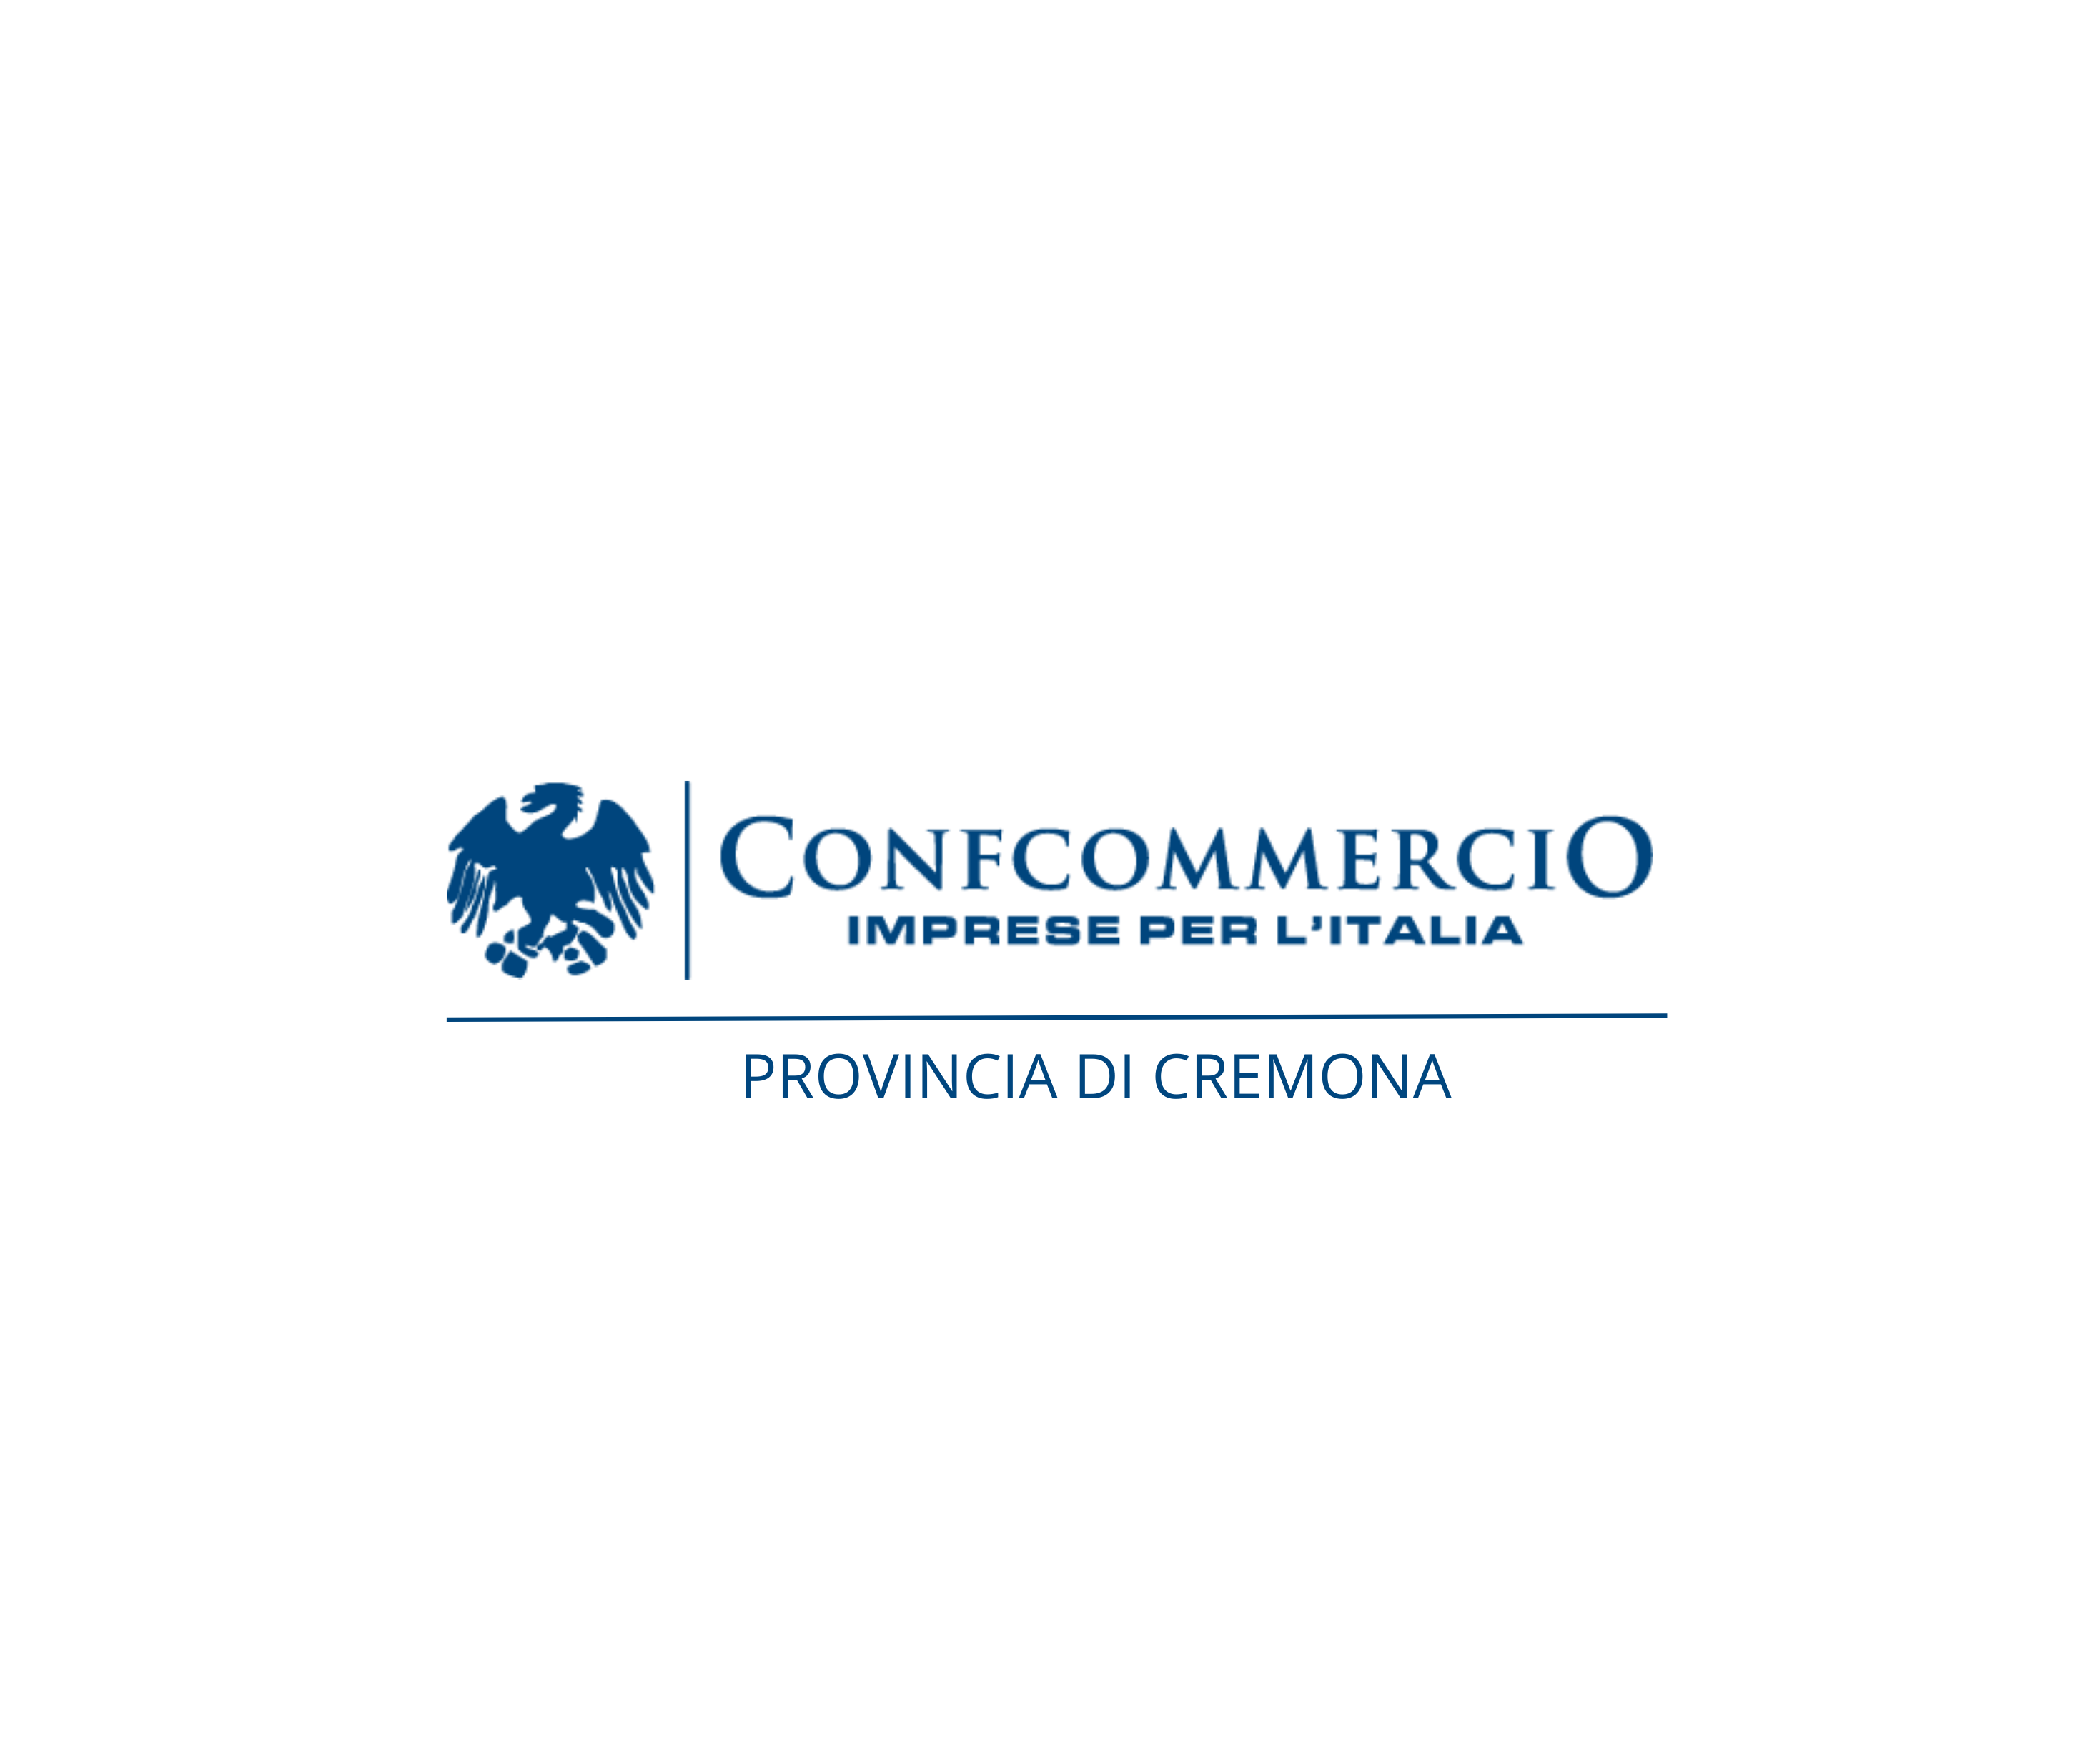 CONFCOMMERCIO
IMPRESE PER L'ITALIA
PROVINCIA DI CREMONA